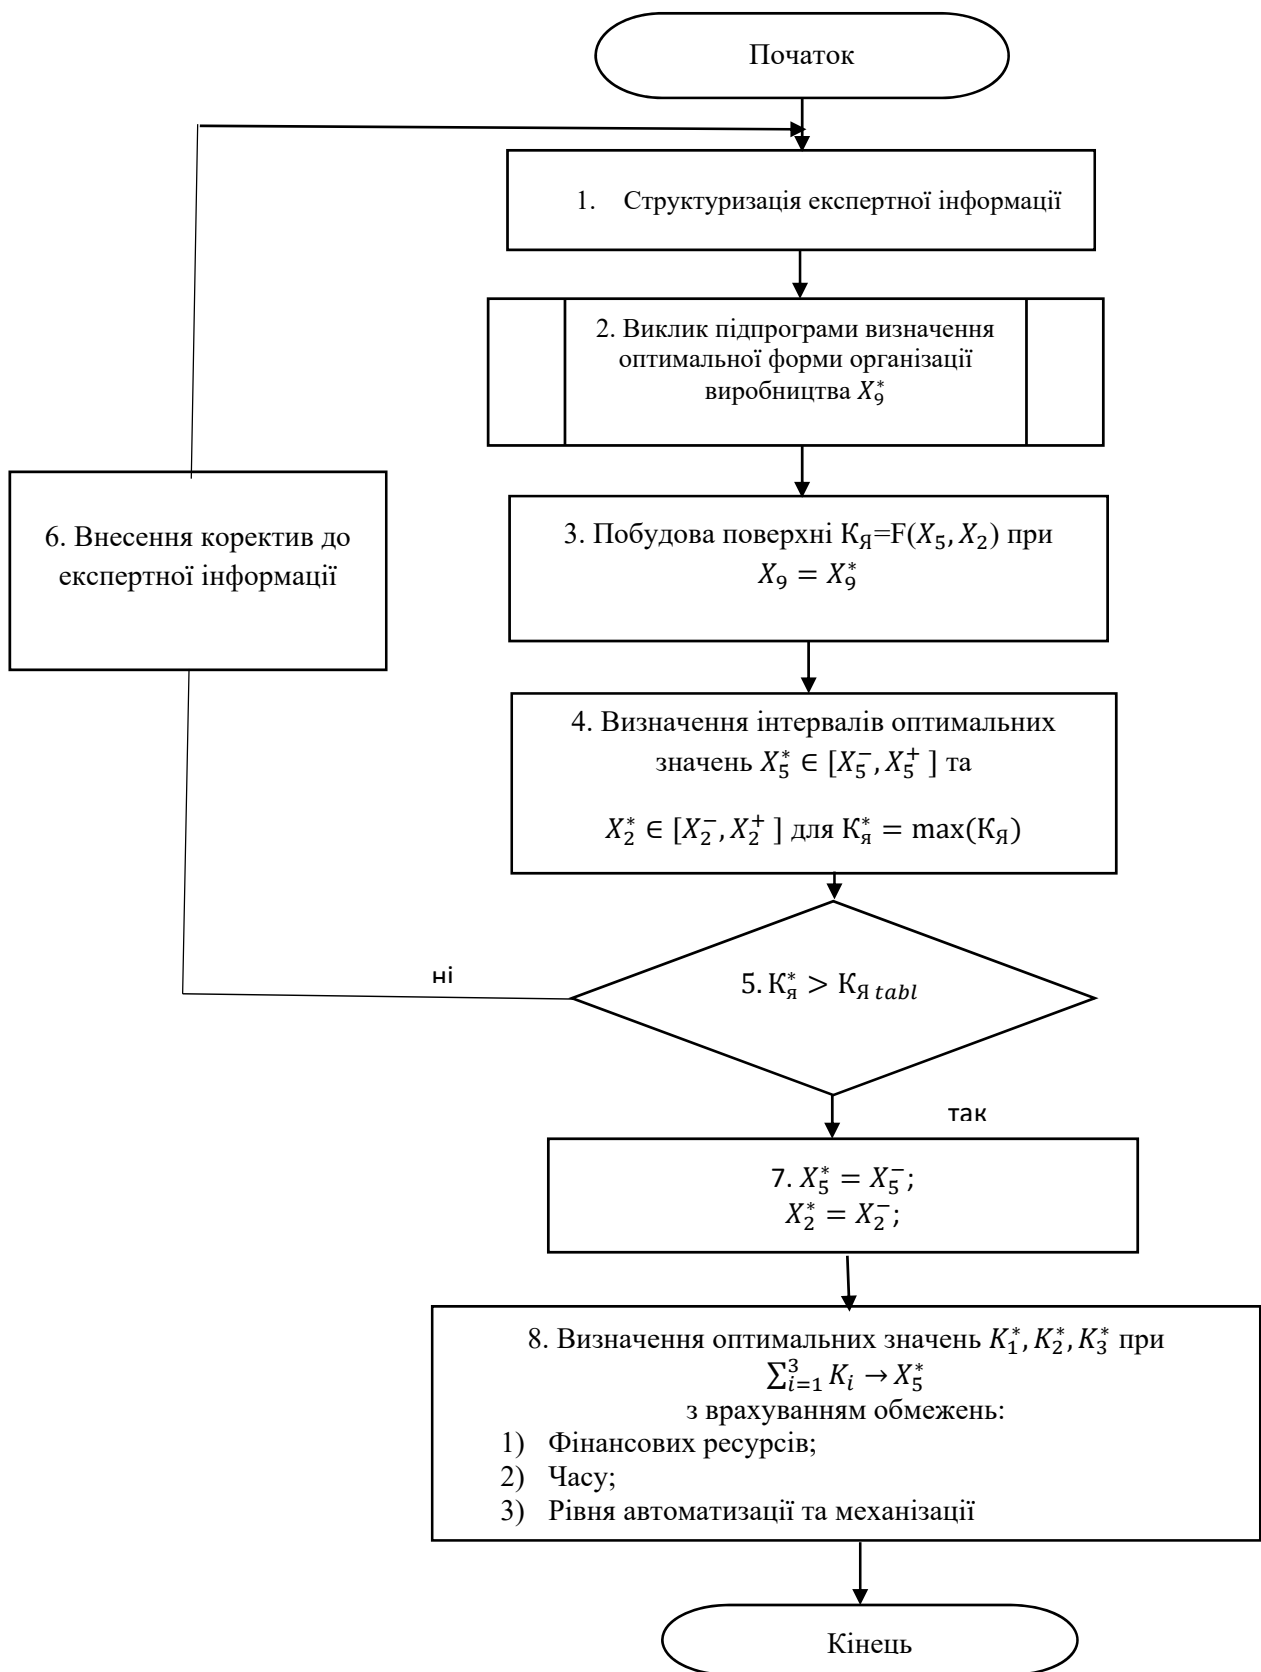 Початок
1. Структуризація експертної інформації
2. Виклик підпрограми визначення
оптимальної форми організації
виробництва X₉*
6. Внесення коректив до
експертної інформації
3. Побудова поверхні Кя=F(X₅, X₂) при
X₉ = X₉*
4. Визначення інтервалів оптимальних
значень X₅* ∈ [X₅⁻, X₅⁺ ] та
X₂* ∈ [X₂⁻, X₂⁺ ] для Кя* = max(КЯ)
ні
5. Кя* > КЯ tabl
так
7. X₅* = X₅⁻;
X₂* = X₂⁻;
8. Визначення оптимальних значень K₁*, K₂*, K₃* при
∑³ᵢ₌₁ Kᵢ → X₅*
з врахуванням обмежень:
1) Фінансових ресурсів;
2) Часу;
3) Рівня автоматизації та механізації
Кінець